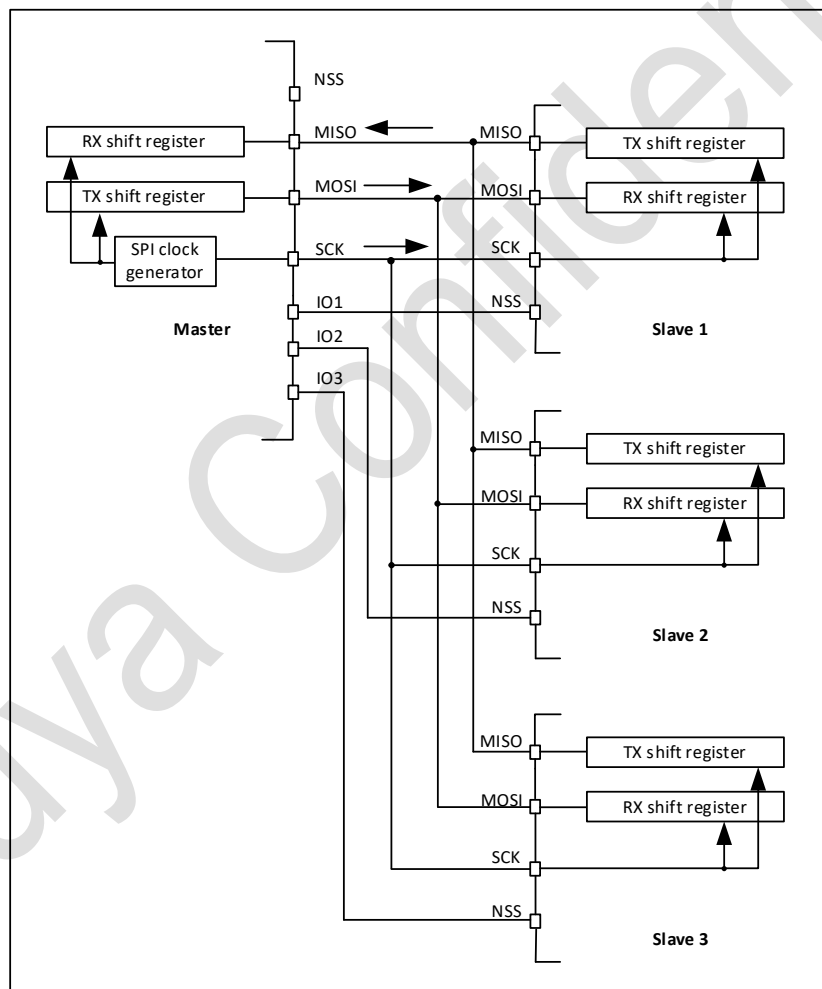 NSS
RX shift register
MISO
MISO
TX shift register
TX shift register
MOSI
MOSI
RX shift register
SPI clock
generator
SCK
SCK
Master
IO1
NSS
Slave 1
IO2
IO3
MISO
TX shift register
MOSI
RX shift register
SCK
NSS
Slave 2
MISO
TX shift register
MOSI
RX shift register
SCK
NSS
Slave 3